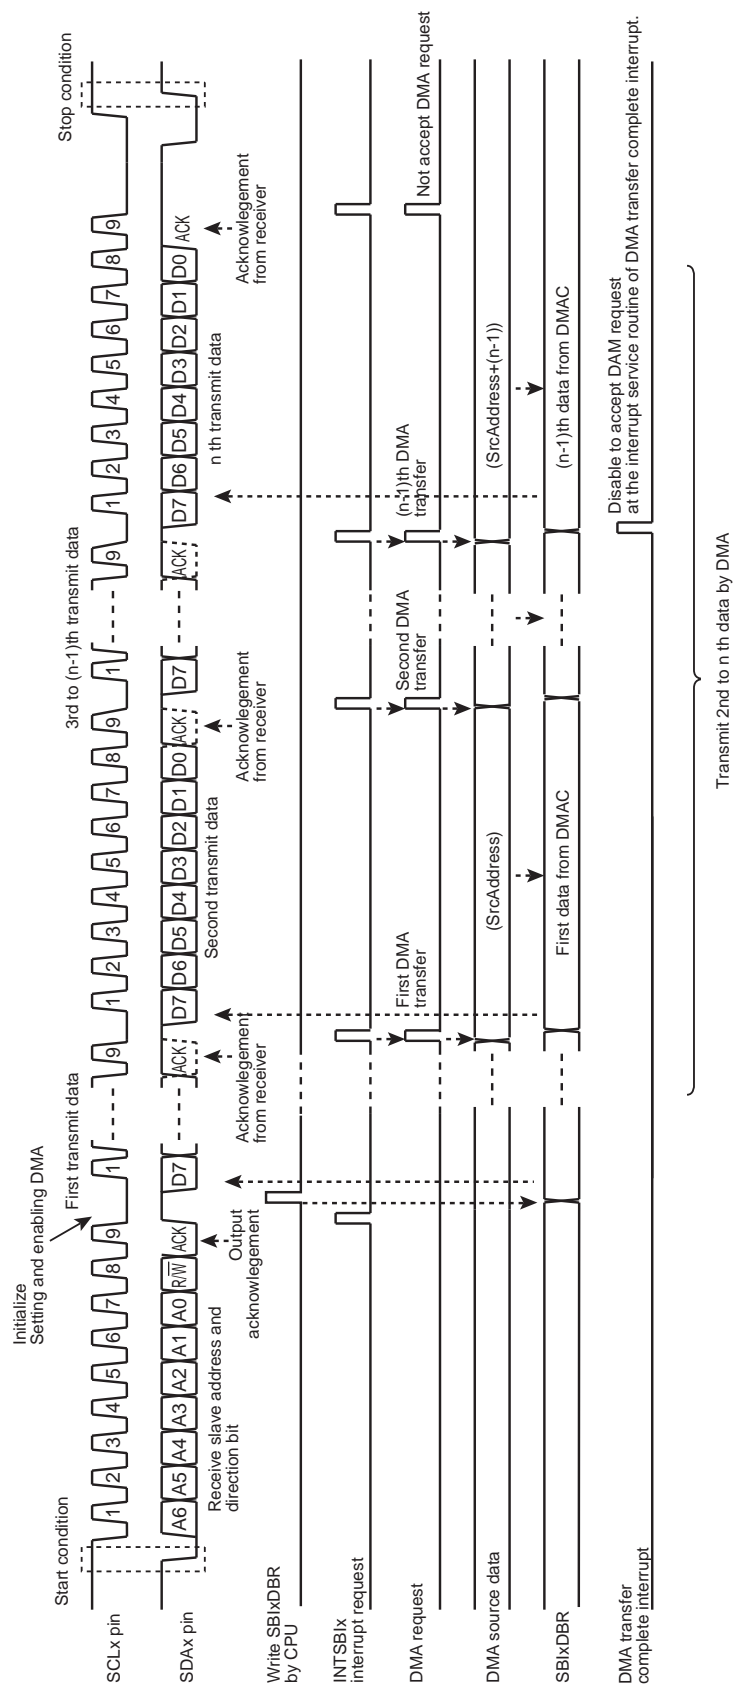 Initialize
Setting and enabling DMA
Start condition
First transmit data
3rd to (n-1)th transmit data
Stop condition
SCLx pin
1 2 3 4 5 6 7 8 9 1 9 1 2 3 4 5 6 7 8 9 1 9 1 2 3 4 5 6 7 8 9
SDAx pin
A6 A5 A4 A3 A2 A1 A0 R/W ACK D7 ACK D7 D6 D5 D4 D3 D2 D1 D0 ACK D7 ACK D7 D6 D5 D4 D3 D2 D1 D0 ACK
Receive slave address and
direction bit
Output
acknowlegement
Acknowlegement
from receiver
Second transmit data
Acknowlegement
from receiver
n th transmit data
Acknowlegement
from receiver
Write SBIxDBR
by CPU
INTSBIx
interrupt request
DMA request
First DMA
transfer
Second DMA
transfer
(n-1)th DMA
transfer
Not accept DMA request
DMA source data
(SrcAddress)
(SrcAddress+(n-1))
SBIxDBR
First data from DMAC
(n-1)th data from DMAC
DMA transfer
complete interrupt
Disable to accept DAM request
at the interrupt service routine of DMA transfer complete interrupt.
Transmit 2nd to n th data by DMA